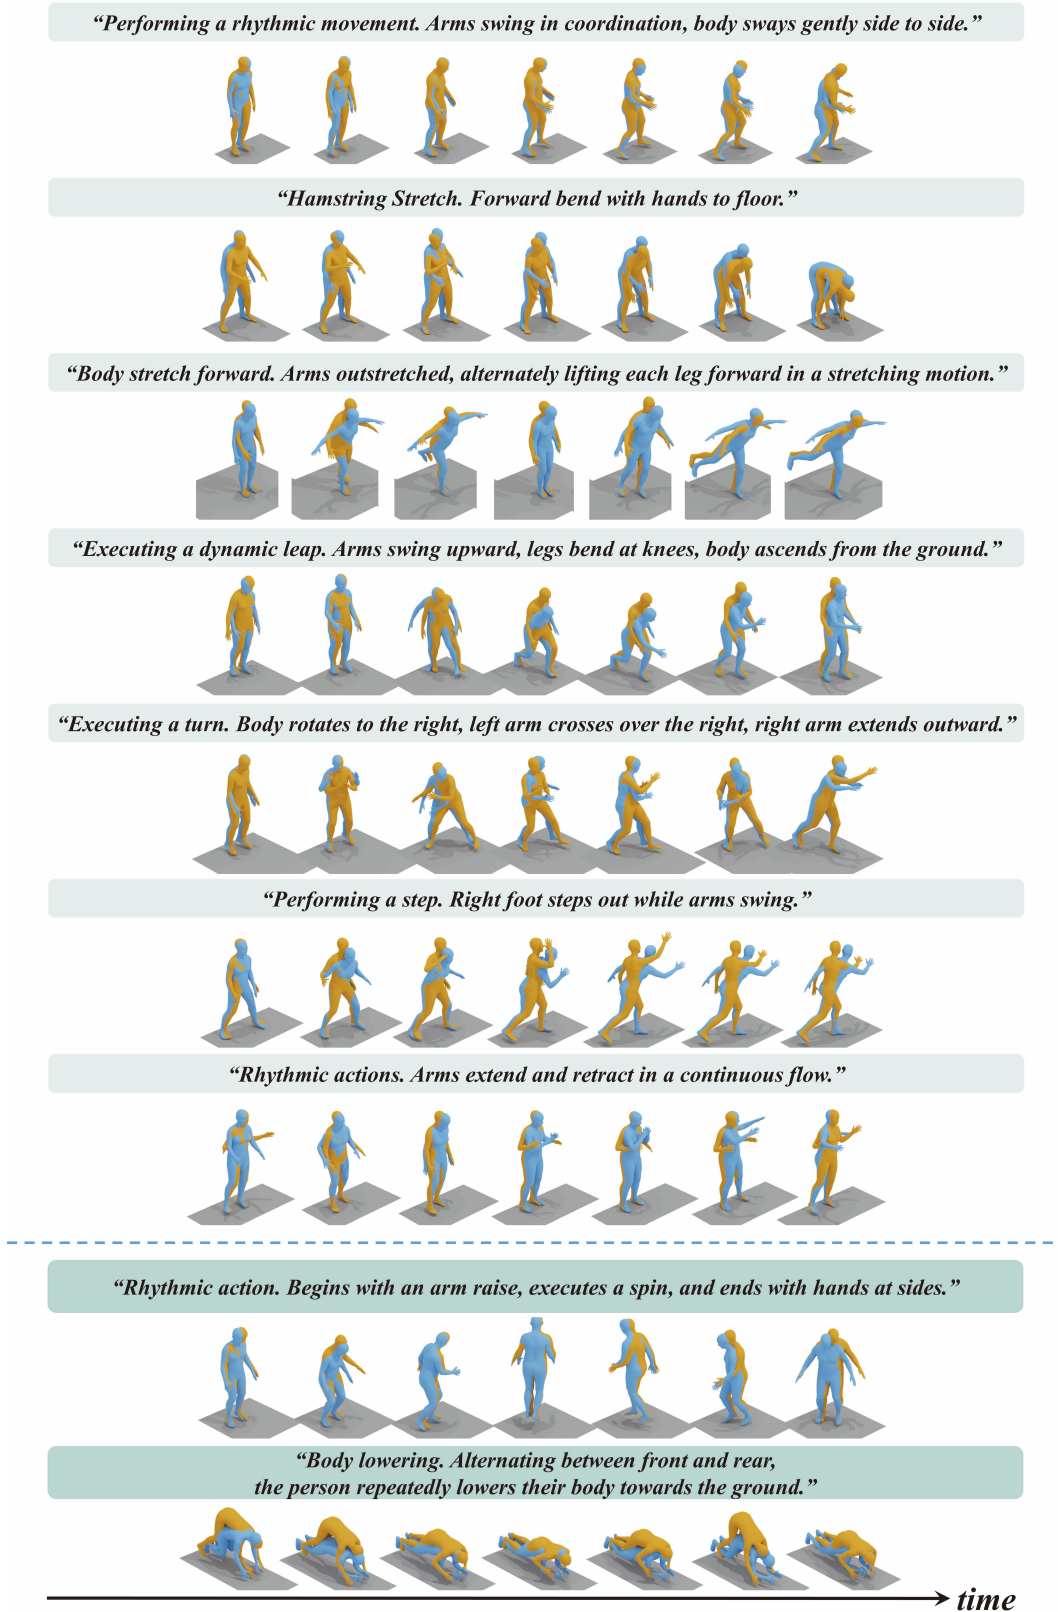 “Performing a rhythmic movement. Arms swing in coordination, body sways gently side to side.”
“Hamstring Stretch. Forward bend with hands to floor.”
“Body stretch forward. Arms outstretched, alternately lifting each leg forward in a stretching motion.”
“Executing a dynamic leap. Arms swing upward, legs bend at knees, body ascends from the ground.”
“Executing a turn. Body rotates to the right, left arm crosses over the right, right arm extends outward.”
“Performing a step. Right foot steps out while arms swing.”
“Rhythmic actions. Arms extend and retract in a continuous flow.”
“Rhythmic action. Begins with an arm raise, executes a spin, and ends with hands at sides.”
“Body lowering. Alternating between front and rear,
the person repeatedly lowers their body towards the ground.”
time